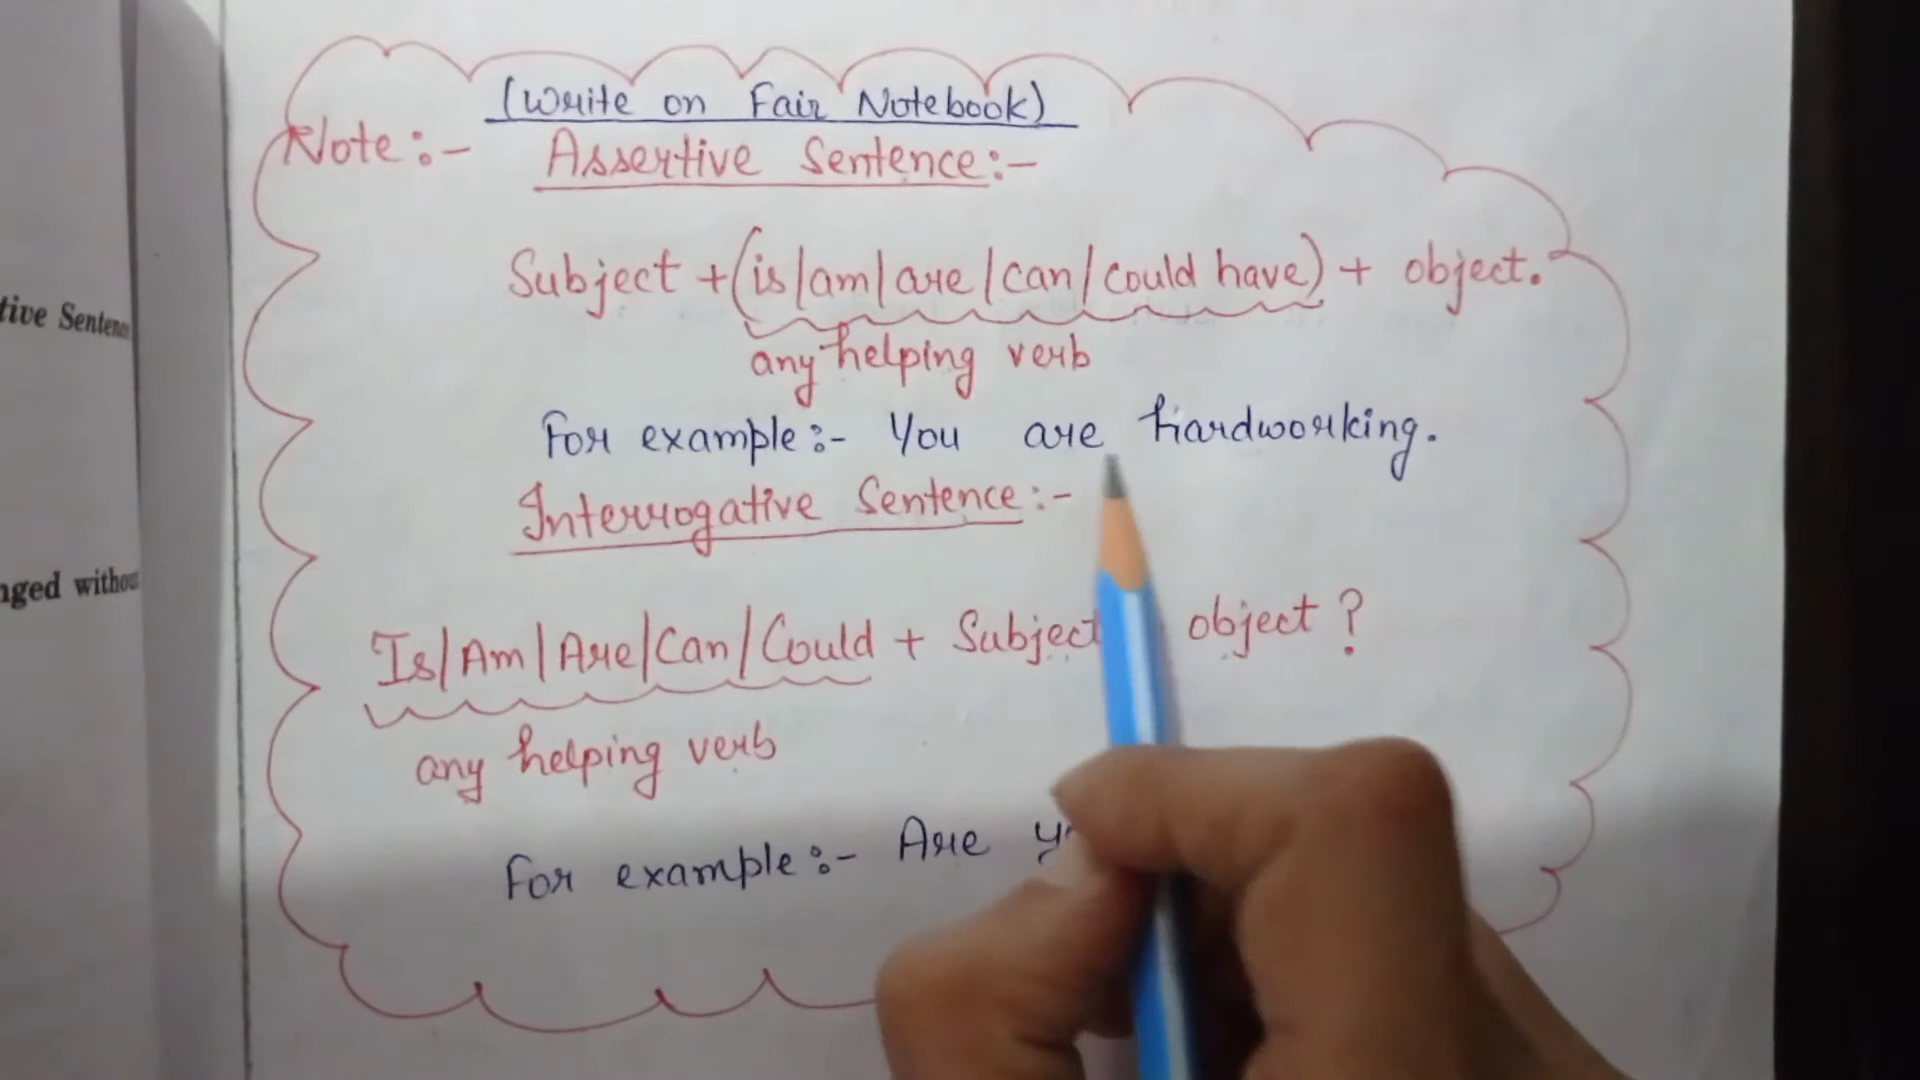 (Write on Fair Notebook)
Note:- Assertive Sentence:-
Subject + (is/am/are/can/could have) + object.
any helping verb
For example:- You are hardworking.
Interrogative Sentence:-
Is/Am/Are/Can/Could + Subject object?
any helping verb
For example:- Are
tive Sentenc
nged withou